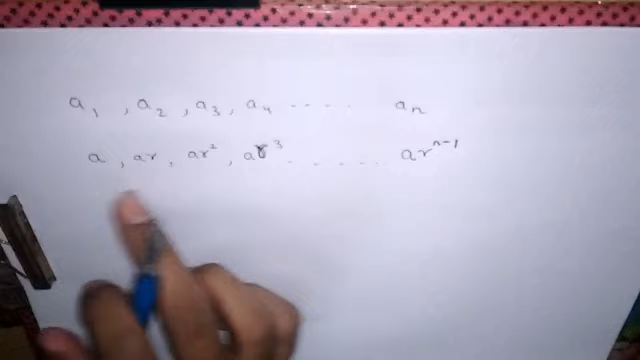 a₁, a₂, a₃, a₄ ..... aₙ
a, ar, ar², ar³ ...... arⁿ⁻¹